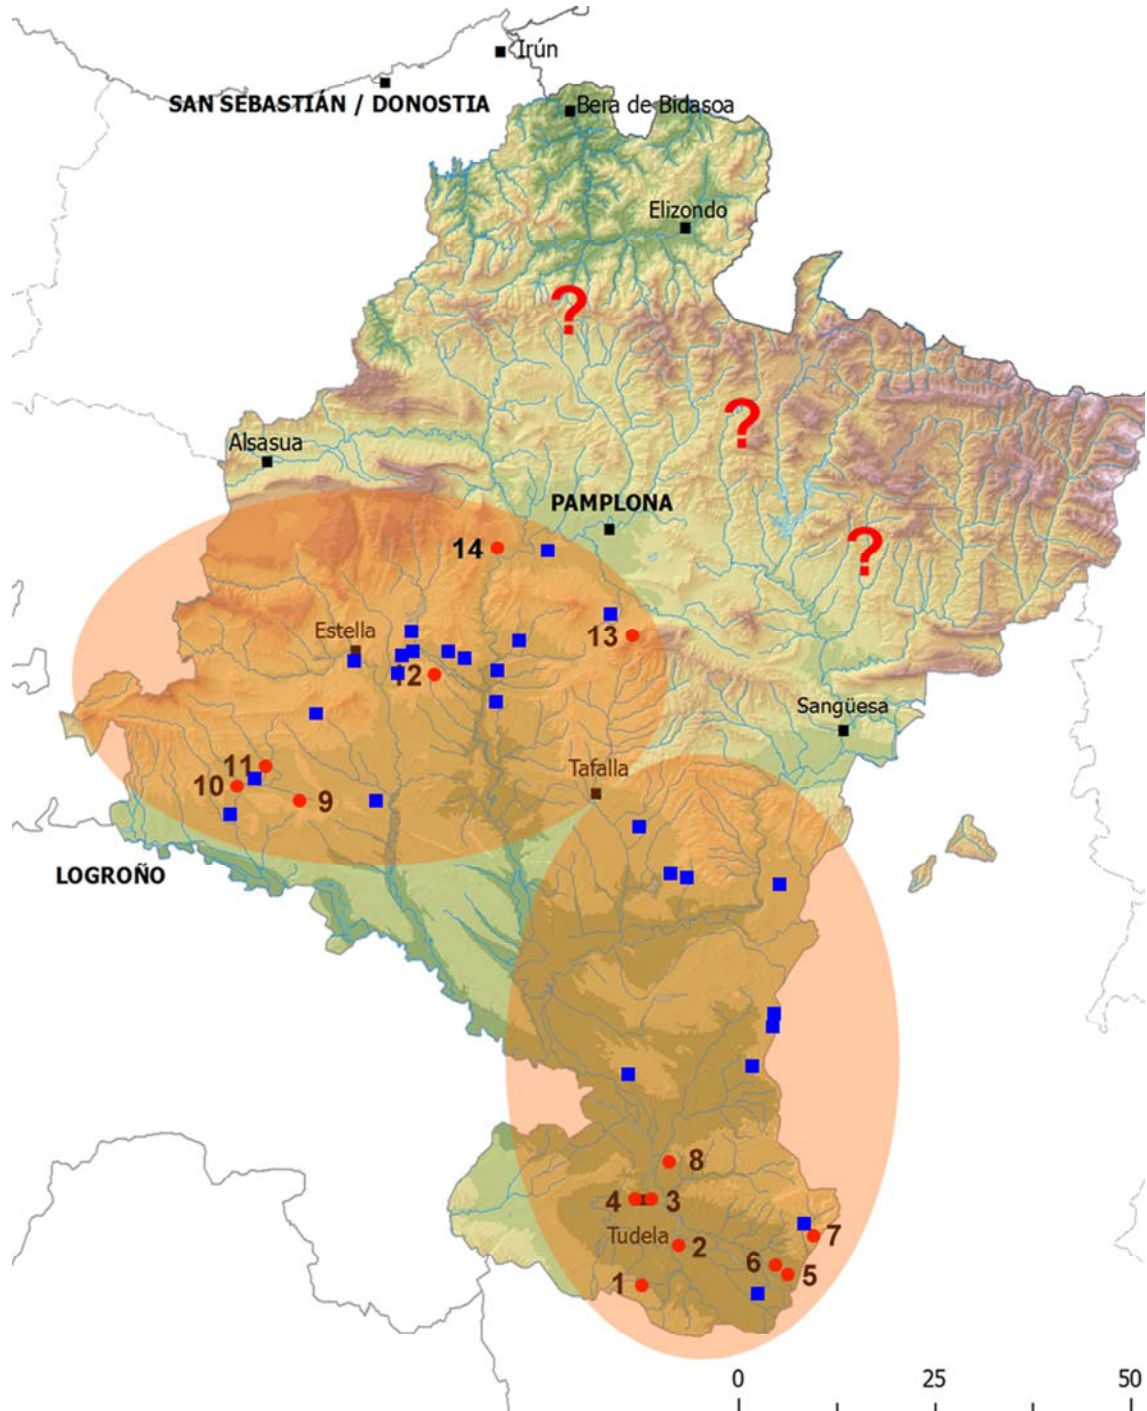 Irún
SAN SEBASTIÁN / DONOSTIA
Bera de Bidasoa
Elizondo
?
?
Alsasua
PAMPLONA
?
14
Estella
13
12
Sangüesa
11
Tafalla
10
9
LOGROÑO
8
4
3
Tudela
2
7
6
5
1
0 25 50